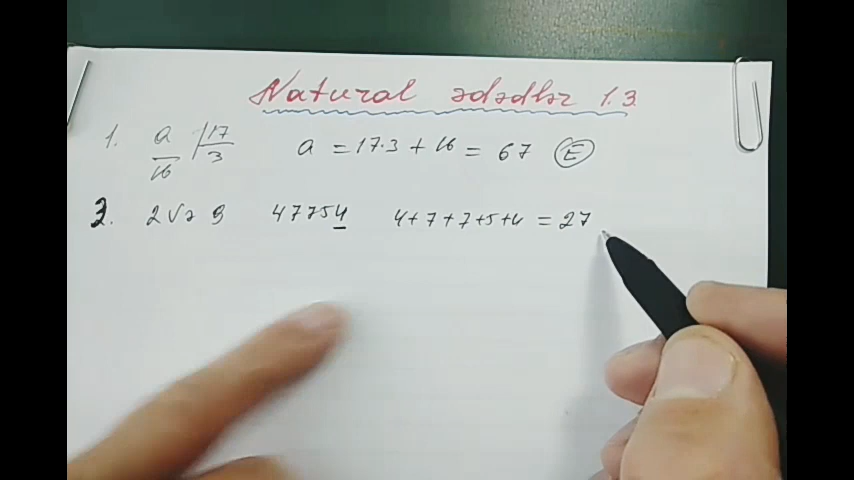 Natural ədədlər 1.3
1. a 17 a = 17·3 + 16 = 67 E
16 3
3. 2 və 9 47754 4+7+7+5+4 = 27